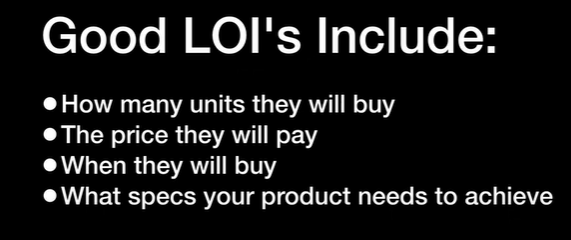 Good LOI's Include:
●How many units they will buy
●The price they will pay
●When they will buy
●What specs your product needs to achieve